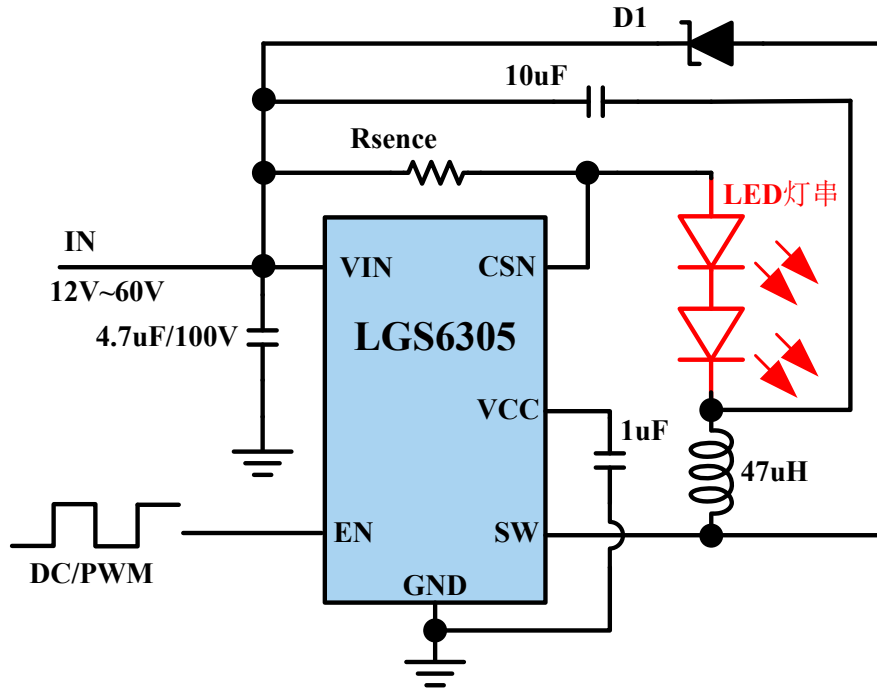 D1
10uF
Rsence
LED灯串
IN
VIN
CSN
12V~60V
4.7uF/100V
LGS6305
VCC
1uF
47uH
EN
SW
DC/PWM
GND